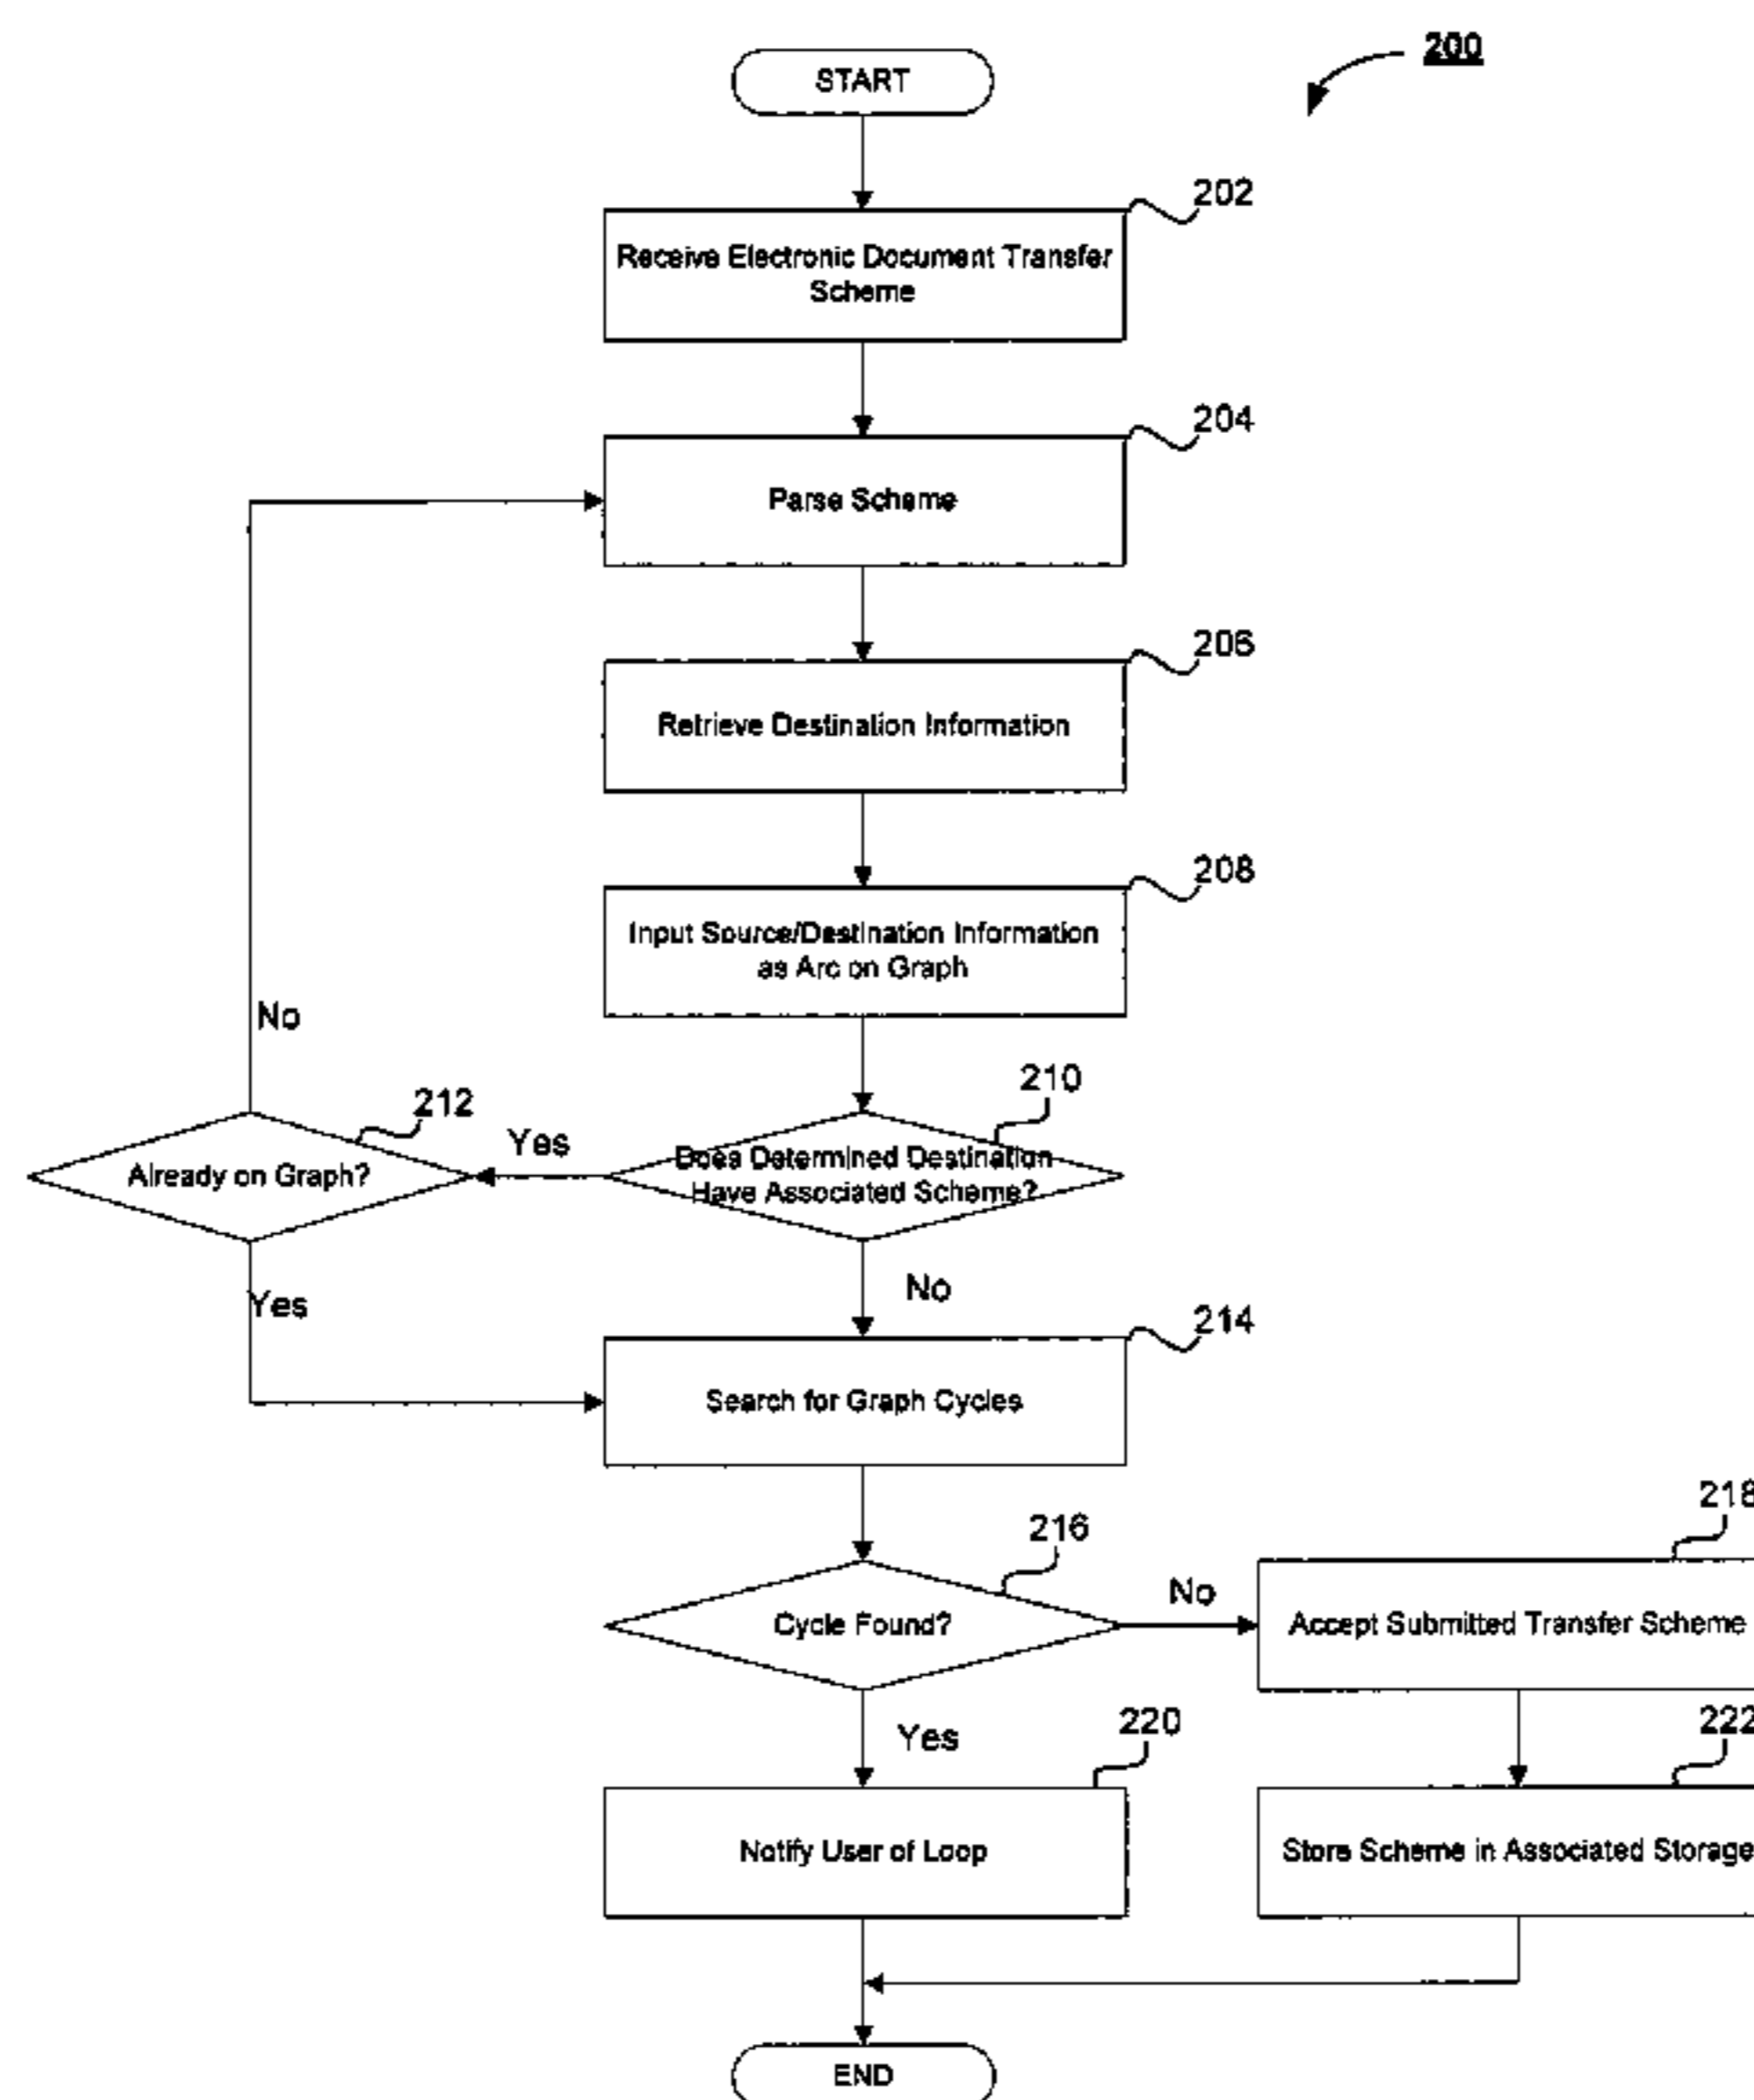 200
START
202
Receive Electronic Document Transfer
Scheme
204
Parse Scheme
206
Retrieve Destination Information
208
Input Source/Destination Information
as Arc on Graph
No
210
212
Yes
Does Determined Destination
Have Associated Scheme?
Already on Graph?
No
Yes
214
Search for Graph Cycles
218
216
No
Cycle Found?
Accept Submitted Transfer Scheme
Yes
220
222
Notify User of Loop
Store Scheme in Associated Storage
END